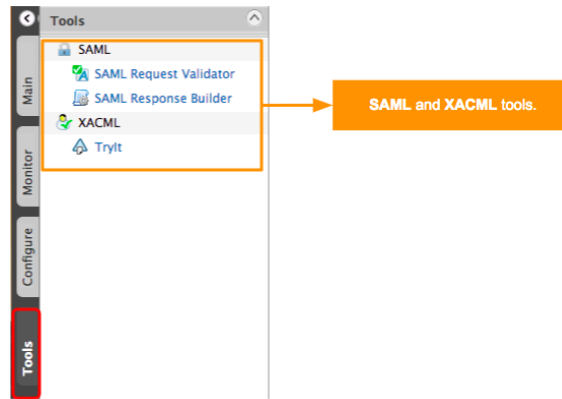 Tools
SAML
SAML Request Validator
SAML Response Builder
XACML
TryIt
Main
Monitor
Configure
Tools
SAML and XACML tools.